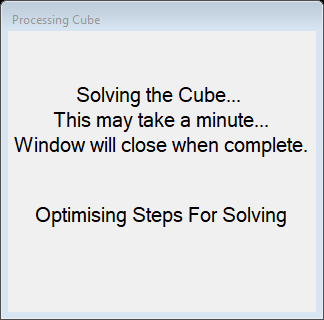 Processing Cube
Solving the Cube...
This may take a minute...
Window will close when complete.
Optimising Steps For Solving